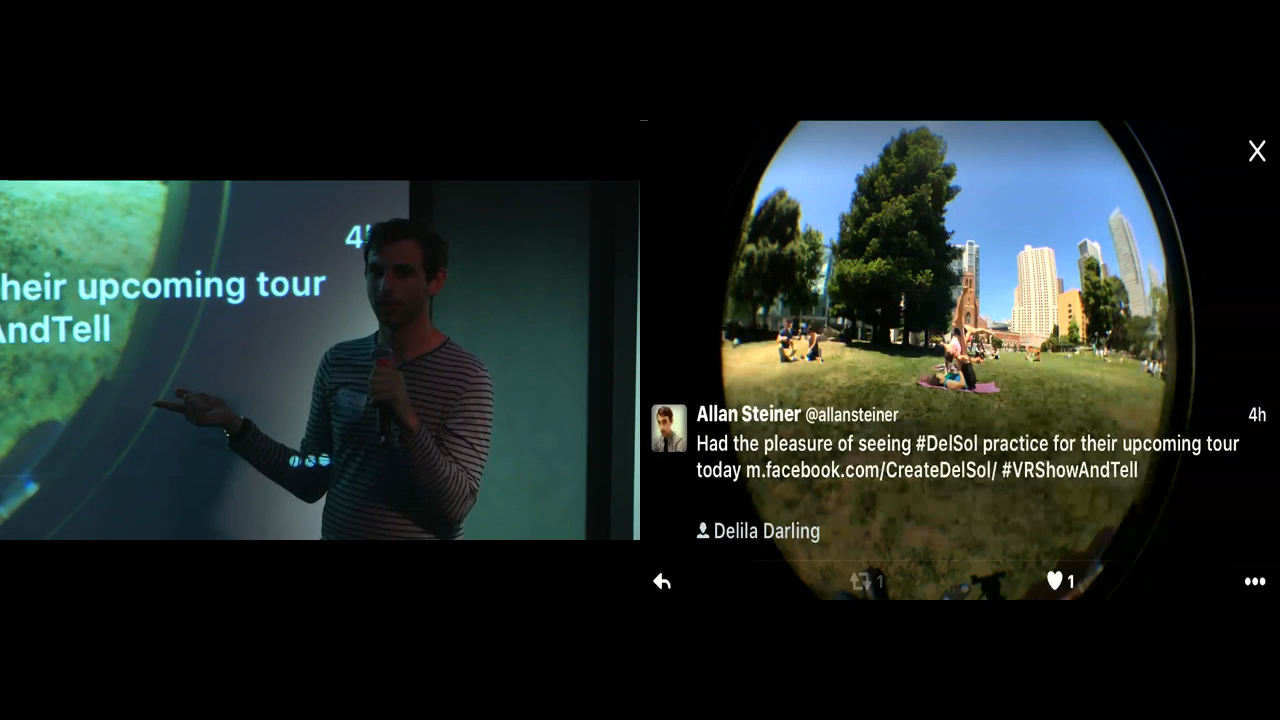 4h
heir upcoming tour
AndTell
Allan Steiner @allansteiner
4h
Had the pleasure of seeing #DelSol practice for their upcoming tour
today m.facebook.com/CreateDelSol/ #VRShowAndTell
Delila Darling
1
1